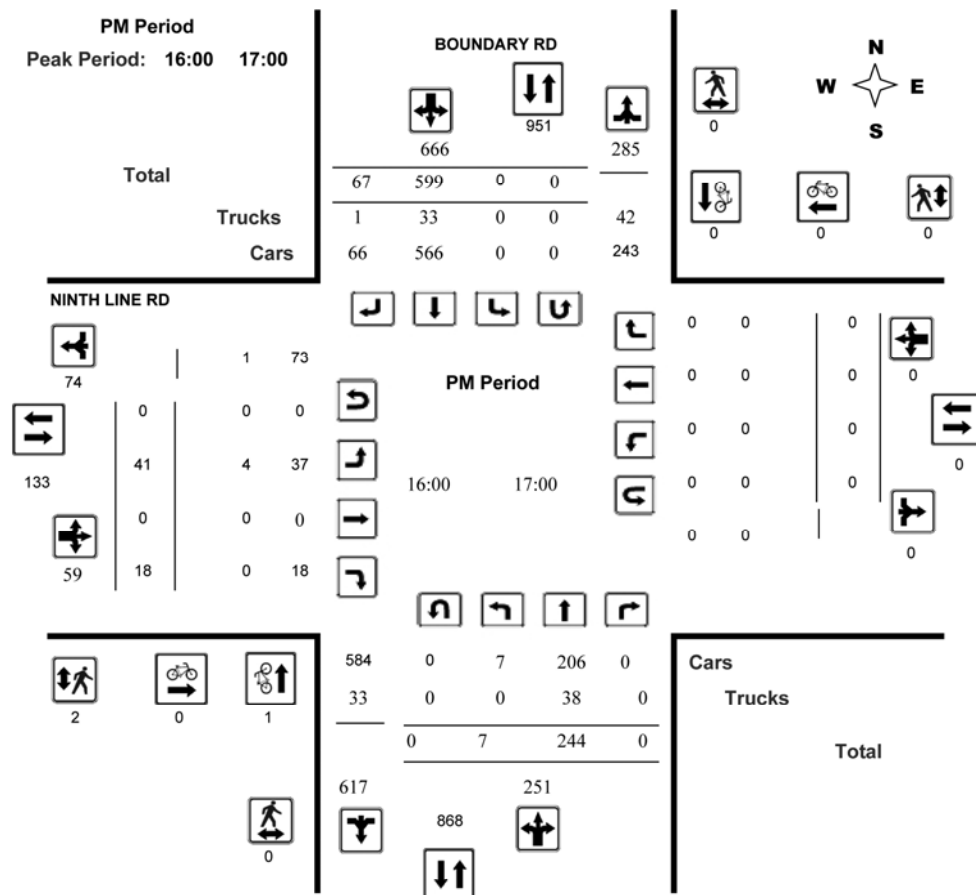 PM Period
Peak Period: 16:00 17:00
BOUNDARY RD
N
W E
S
951
0
666 285
Total
67 599 0 0
0 0 0
Trucks
1 33 0 0 42
Cars
66 566 0 0 243
NINTH LINE RD
0 0 0
1 73
74
PM Period
0 0 0
0
0 0 0
133
41 4 37
0 0 0
0
16:00 17:00
0 0 0
0 0 0
0 0
0
59
18 0 18
584 0 7 206 0
Cars
33 0 0 38 0
Trucks
2 0 1
0 7 244 0
Total
617 251
868
0